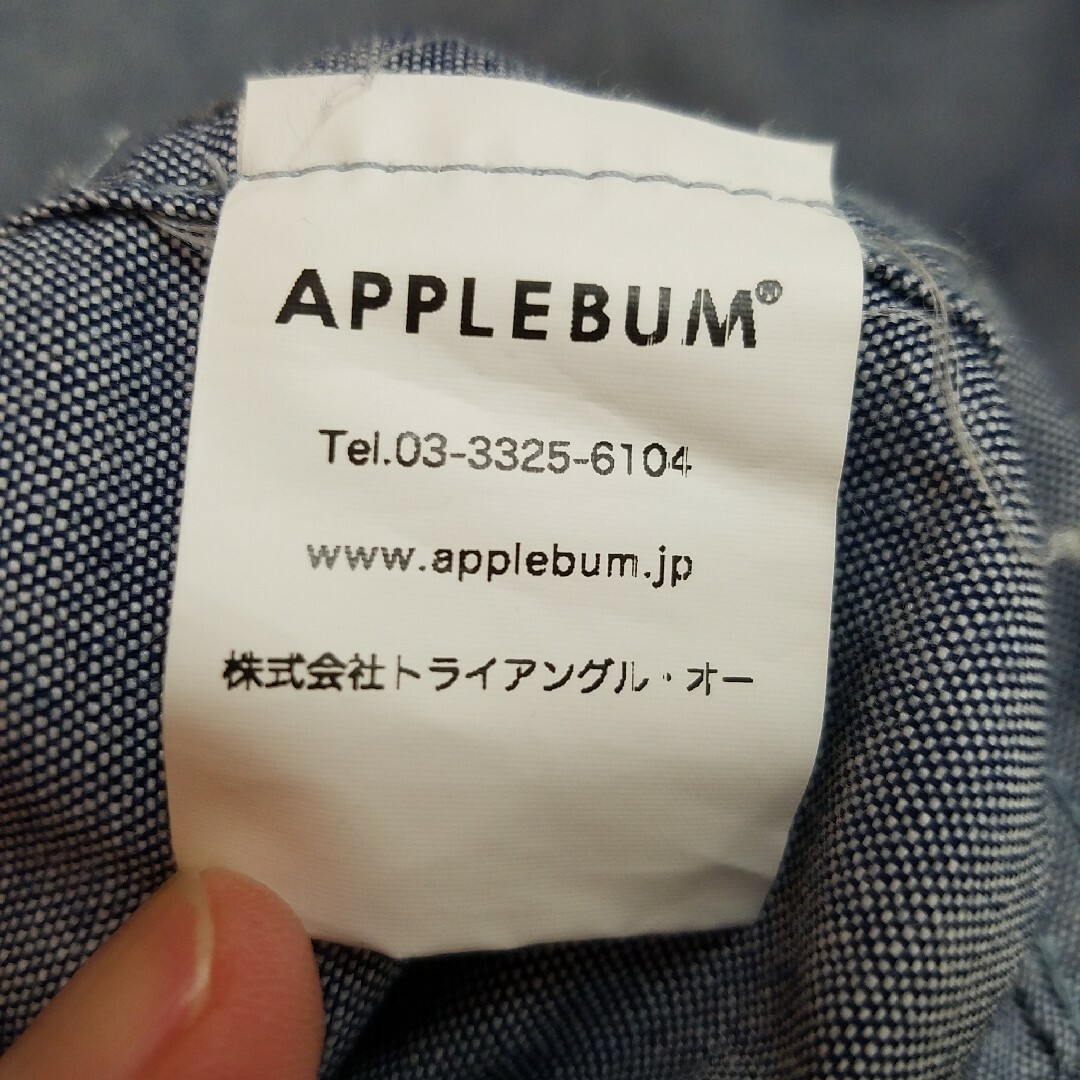 APPLEBUM®
Tel.03-3325-6104
www.applebum.jp
株式会社トライアングル・オー